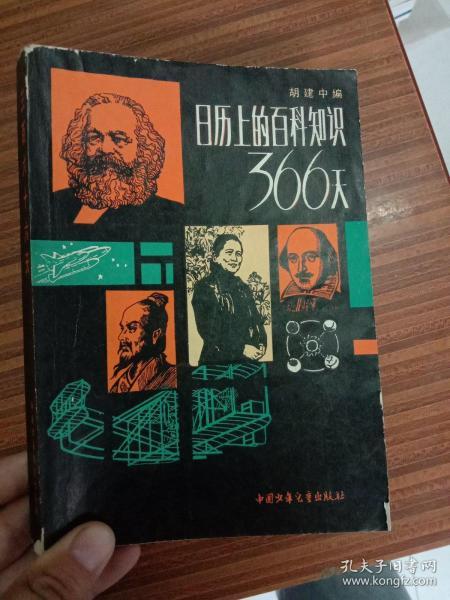 胡建中编
日历上的百科知识
366天
中国少年儿童出版社
孔夫子旧书网
www.kongfz.com